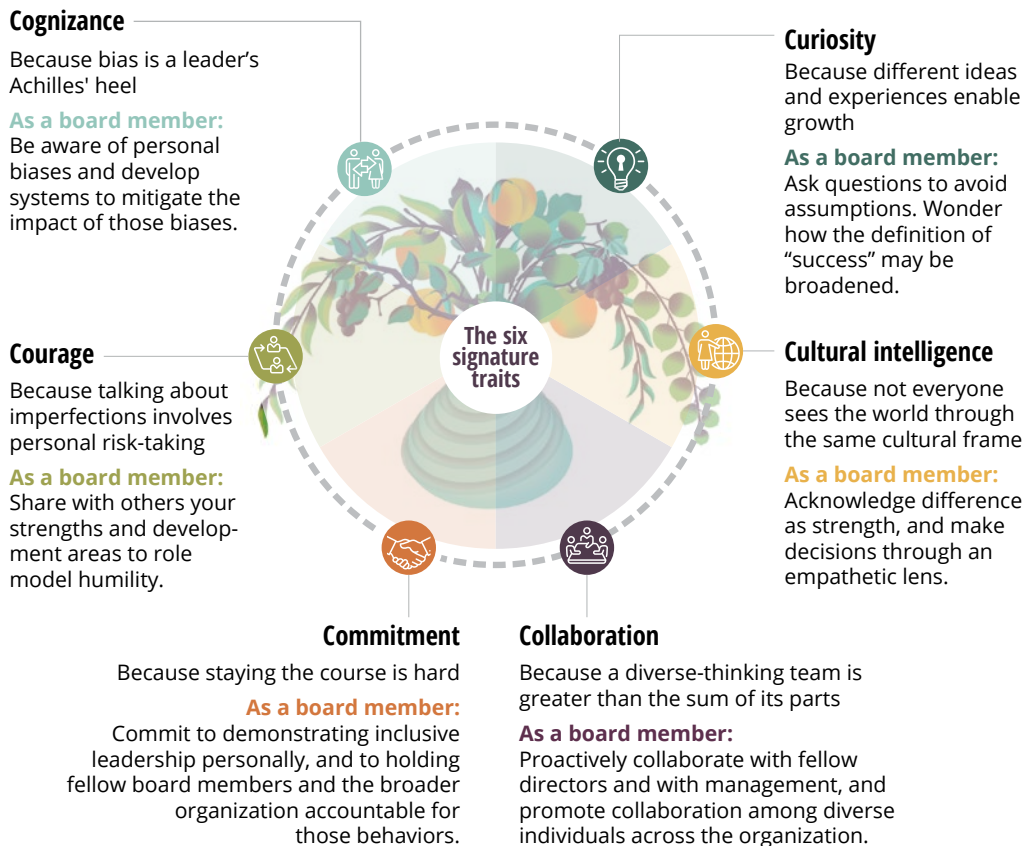 Cognizance
Because bias is a leader’s
Achilles' heel
As a board member:
Be aware of personal
biases and develop
systems to mitigate the
impact of those biases.
Curiosity
Because different ideas
and experiences enable
growth
As a board member:
Ask questions to avoid
assumptions. Wonder
how the definition of
“success” may be
broadened.
The six
signature
traits
Courage
Because talking about
imperfections involves
personal risk-taking
As a board member:
Share with others your
strengths and develop-
ment areas to role
model humility.
Cultural intelligence
Because not everyone
sees the world through
the same cultural frame
As a board member:
Acknowledge difference
as strength, and make
decisions through an
empathetic lens.
Commitment
Because staying the course is hard
As a board member:
Commit to demonstrating inclusive
leadership personally, and to holding
fellow board members and the broader
organization accountable for
those behaviors.
Collaboration
Because a diverse-thinking team is
greater than the sum of its parts
As a board member:
Proactively collaborate with fellow
directors and with management, and
promote collaboration among diverse
individuals across the organization.